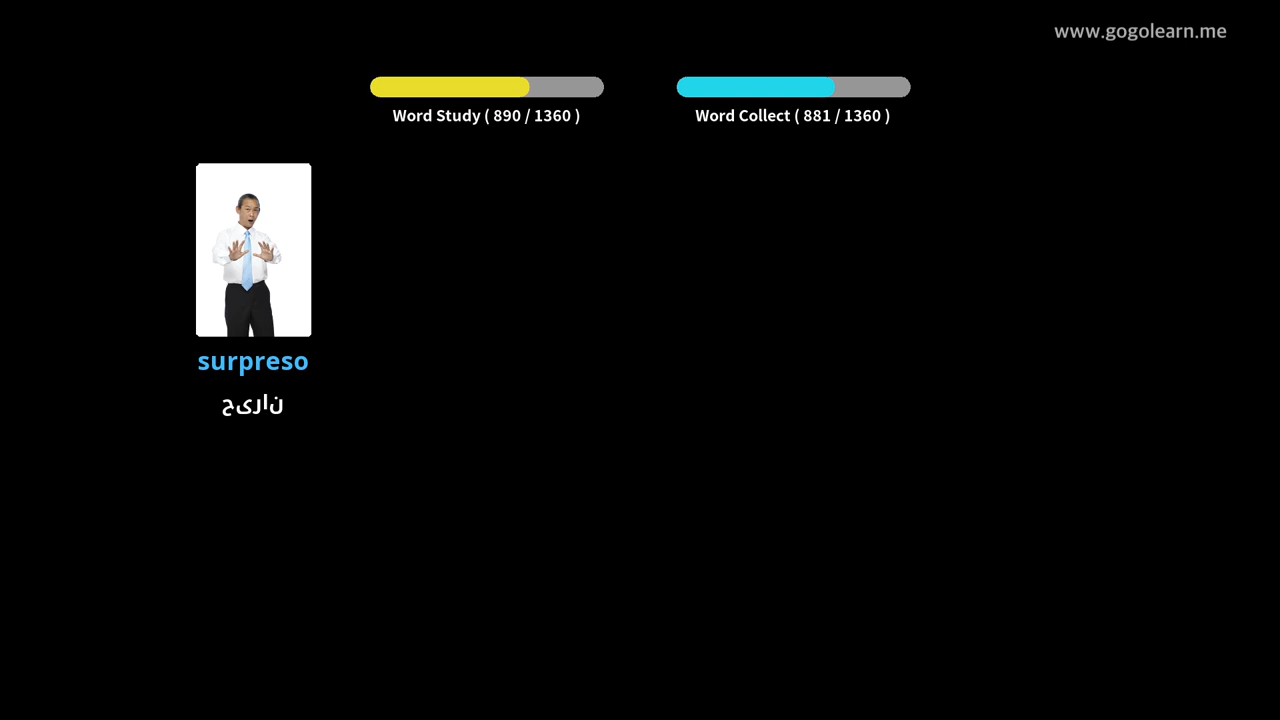 www.gogolearn.me
Word Study ( 890 / 1360 )
Word Collect ( 881 / 1360 )
surpreso
حیران